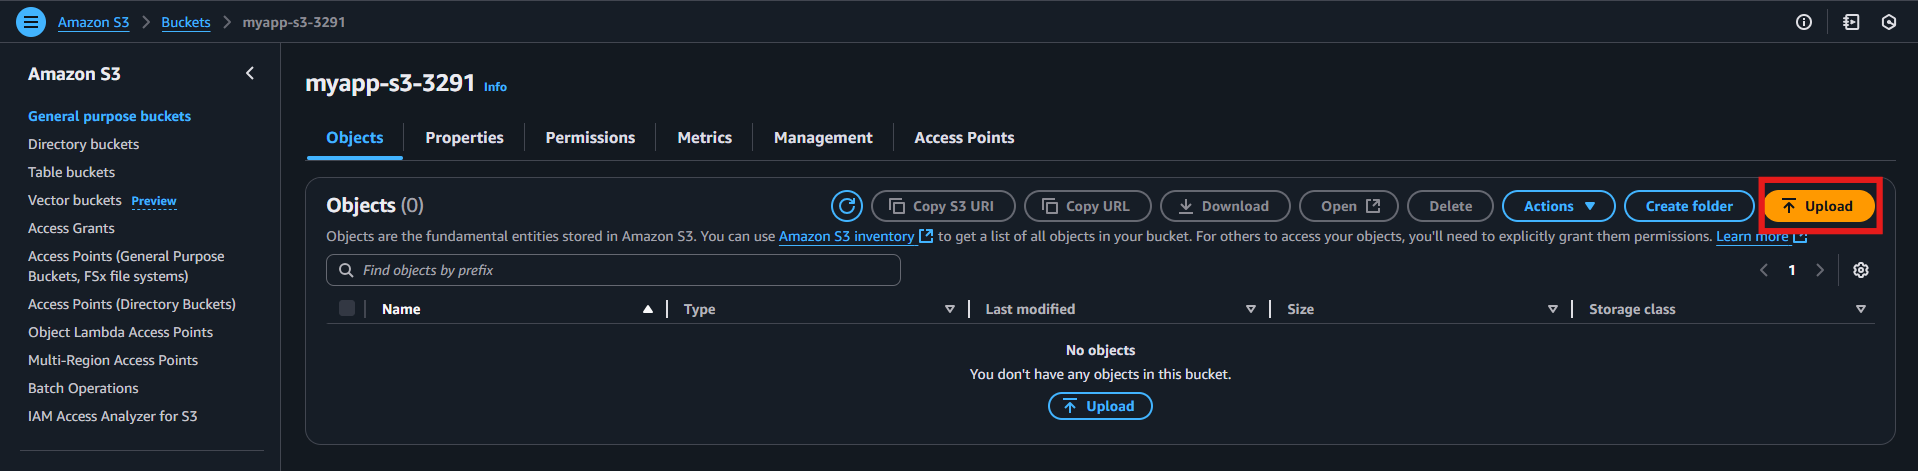 Amazon S3 > Buckets > myapp-s3-3291
Amazon S3
General purpose buckets
Directory buckets
Table buckets
Vector buckets Preview
Access Grants
Access Points (General Purpose
Buckets, FSx file systems)
Access Points (Directory Buckets)
Object Lambda Access Points
Multi-Region Access Points
Batch Operations
IAM Access Analyzer for S3
myapp-s3-3291 Info
Objects Properties Permissions Metrics Management Access Points
Objects (0) Copy S3 URI Copy URL Download Open Delete Actions Create folder Upload
Objects are the fundamental entities stored in Amazon S3. You can use Amazon S3 inventory to get a list of all objects in your bucket. For others to access your objects, you'll need to explicitly grant them permissions. Learn more
Find objects by prefix 1
Name Type Last modified Size Storage class
No objects
You don't have any objects in this bucket.
Upload